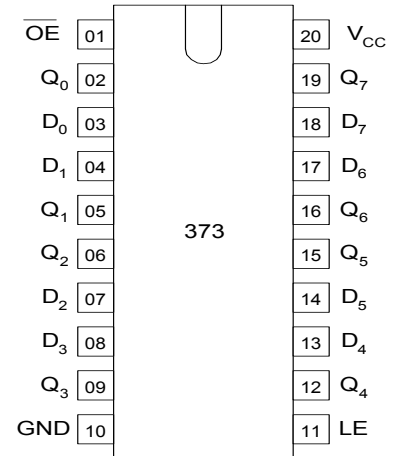 OE 01 20 VCC
Q0 02 19 Q7
D0 03 18 D7
D1 04 17 D6
Q1 05 373 16 Q6
Q2 06 15 Q5
D2 07 14 D5
D3 08 13 D4
Q3 09 12 Q4
GND 10 11 LE